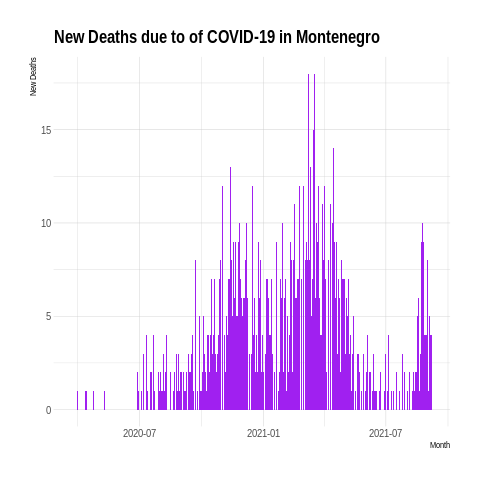 New Deaths due to of COVID-19 in Montenegro
New Deaths
15
10
5
0
2020-07
2021-01
2021-07
Month